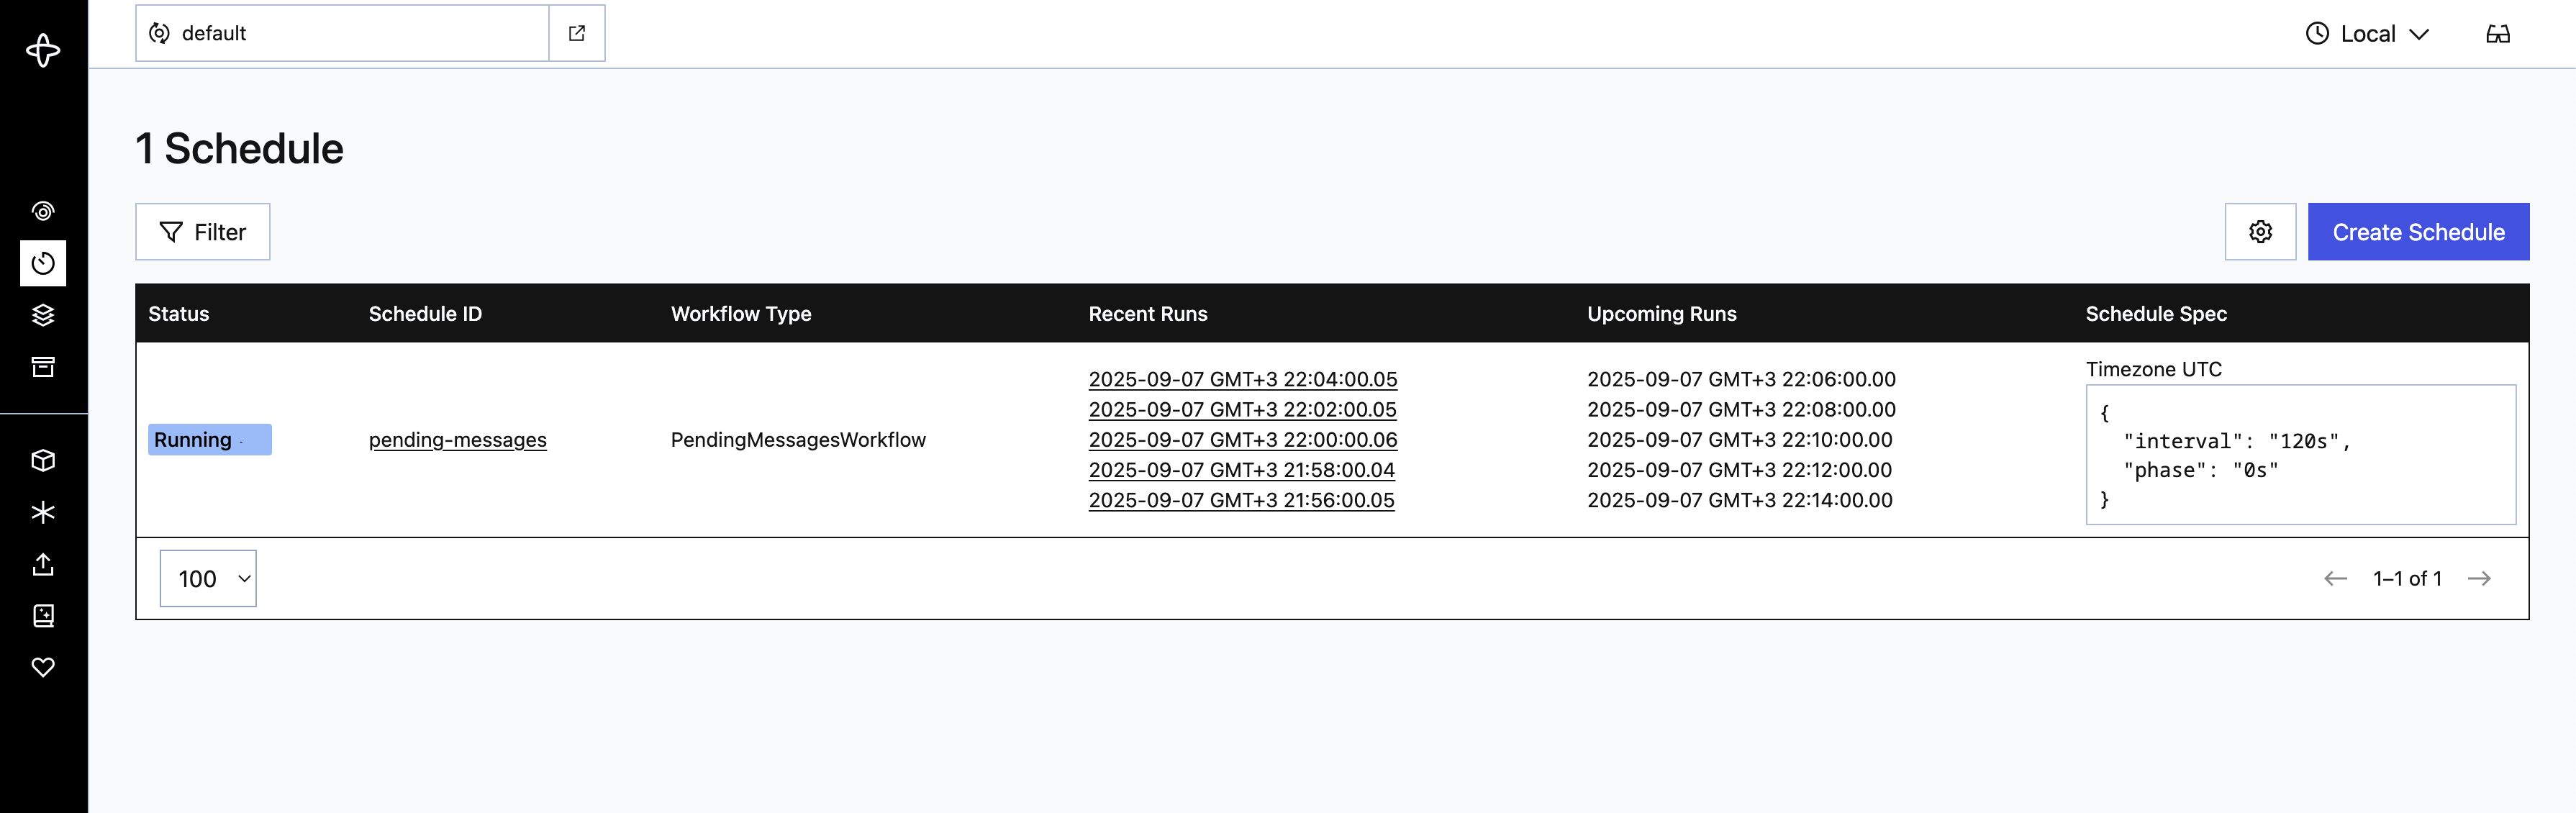 default
Local
1 Schedule
Filter
Create Schedule
Status Schedule ID Workflow Type Recent Runs Upcoming Runs Schedule Spec
Running pending-messages PendingMessagesWorkflow
2025-09-07 GMT+3 22:04:00.05
2025-09-07 GMT+3 22:02:00.05
2025-09-07 GMT+3 22:00:00.06
2025-09-07 GMT+3 21:58:00.04
2025-09-07 GMT+3 21:56:00.05
2025-09-07 GMT+3 22:06:00.00
2025-09-07 GMT+3 22:08:00.00
2025-09-07 GMT+3 22:10:00.00
2025-09-07 GMT+3 22:12:00.00
2025-09-07 GMT+3 22:14:00.00
Timezone UTC
{
"interval": "120s",
"phase": "0s"
}
100
1–1 of 1